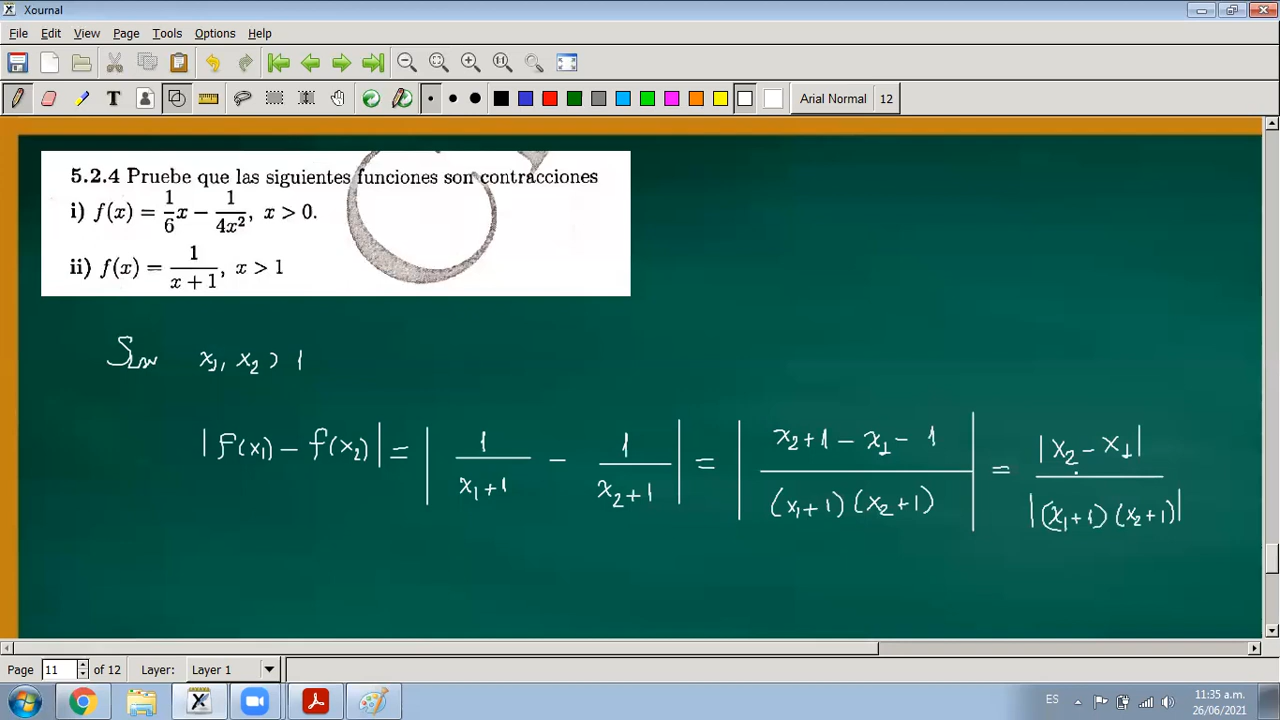 Xournal
File Edit View Page Tools Options Help
Arial Normal 12
5.2.4 Pruebe que las siguientes funciones son contracciones
i) f(x) = 1/6 x − 1/4x², x > 0.
ii) f(x) = 1/x + 1, x > 1
Sean x₁, x₂ > 1
|f(x₁) − f(x₂)| = | 1/x₁+1 − 1/x₂+1 | = | x₂+1 − x₁ − 1/(x₁+1)(x₂+1) | = |x₂ − x₁|/|(x₁+1)(x₂+1)|
Page 11 of 12 Layer: Layer 1
ES 11:35 a.m.
26/06/2021